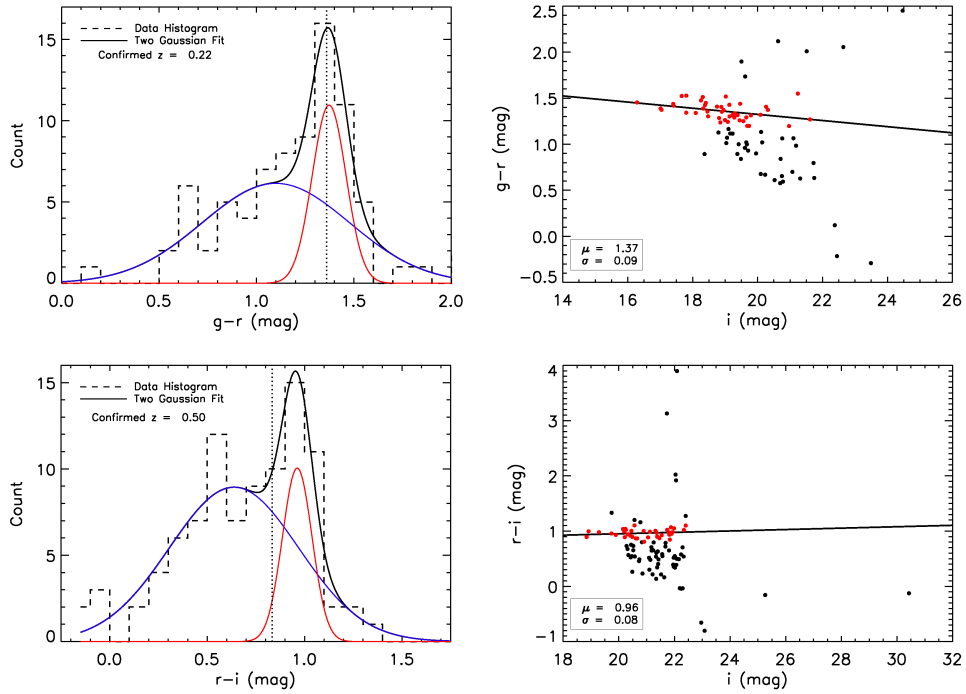 Data Histogram
Two Gaussian Fit
Confirmed z = 0.22
15
10
5
0
Count
0.0 0.5 1.0 1.5 2.0
g−r (mag)
2.5
2.0
1.5
1.0
0.5
0.0
−0.5
g−r (mag)
μ = 1.37
σ = 0.09
14 16 18 20 22 24 26
i (mag)
Data Histogram
Two Gaussian Fit
Confirmed z = 0.50
15
10
5
0
Count
0.0 0.5 1.0 1.5
r−i (mag)
4
3
2
1
0
−1
r−i (mag)
μ = 0.96
σ = 0.08
18 20 22 24 26 28 30 32
i (mag)